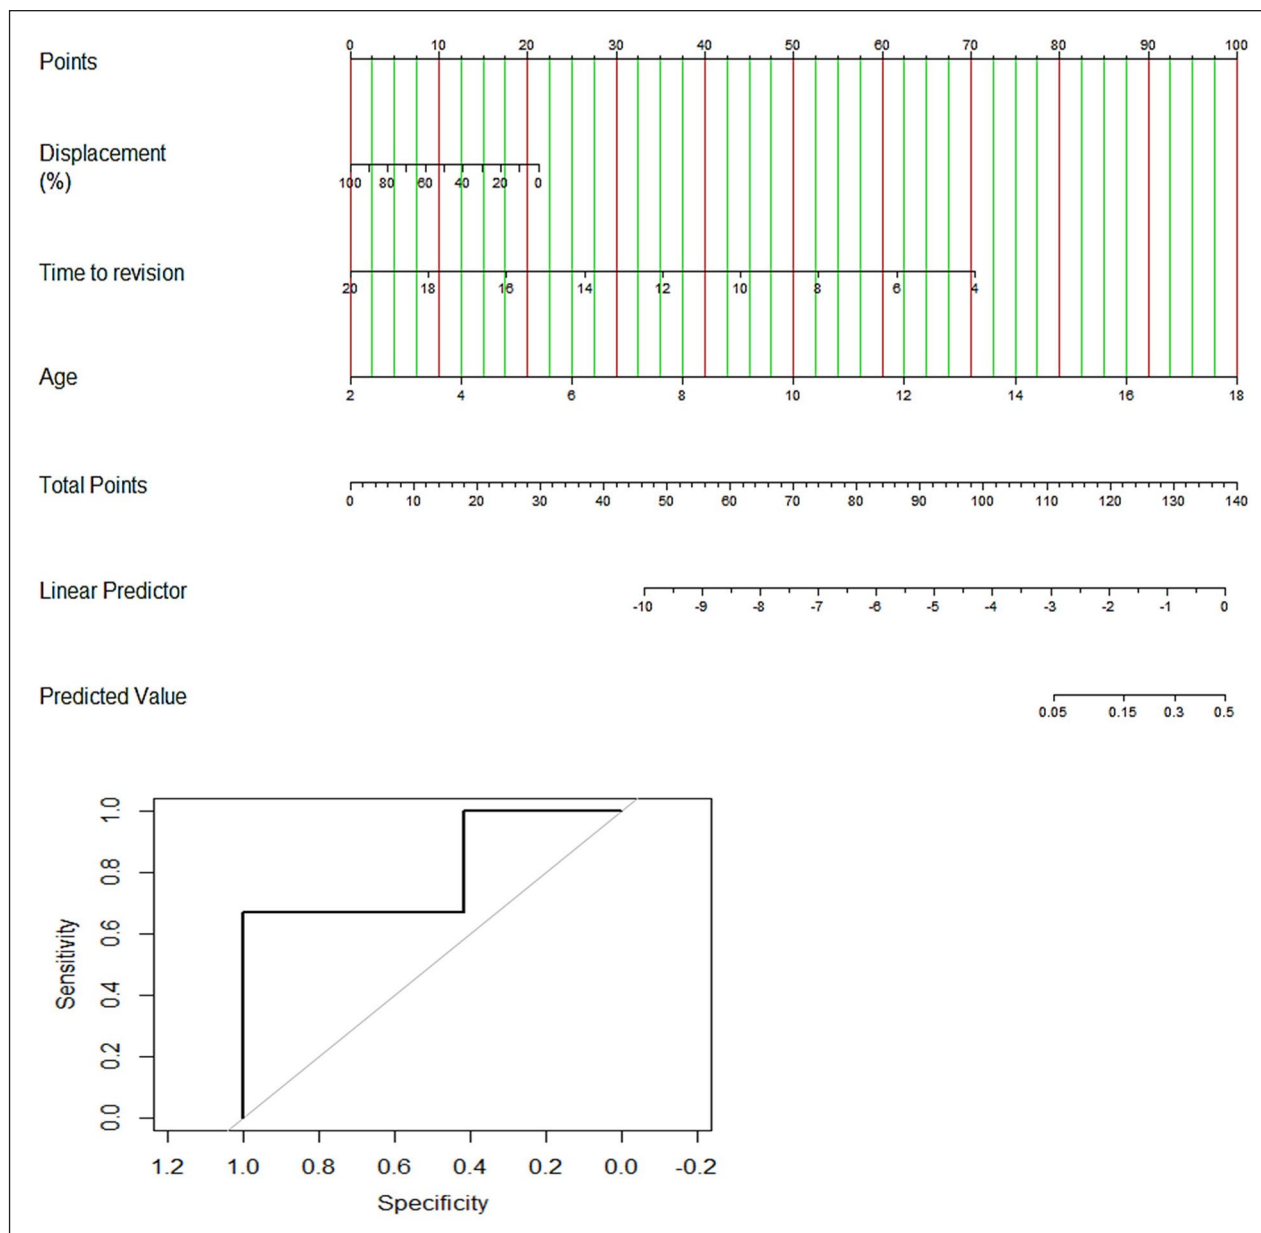 0 10 20 30 40 50 60 70 80 90 100
Points
Displacement
(%)
100 80 60 40 20 0
Time to revision
20 18 16 14 12 10 8 6 4
Age
2 4 6 8 10 12 14 16 18
Total Points
0 10 20 30 40 50 60 70 80 90 100 110 120 130 140
Linear Predictor
-10 -9 -8 -7 -6 -5 -4 -3 -2 -1 0
Predicted Value
0.05 0.15 0.3 0.5
1.0
0.8
0.6
0.4
0.2
0.0
Sensitivity
1.2 1.0 0.8 0.6 0.4 0.2 0.0 -0.2
Specificity